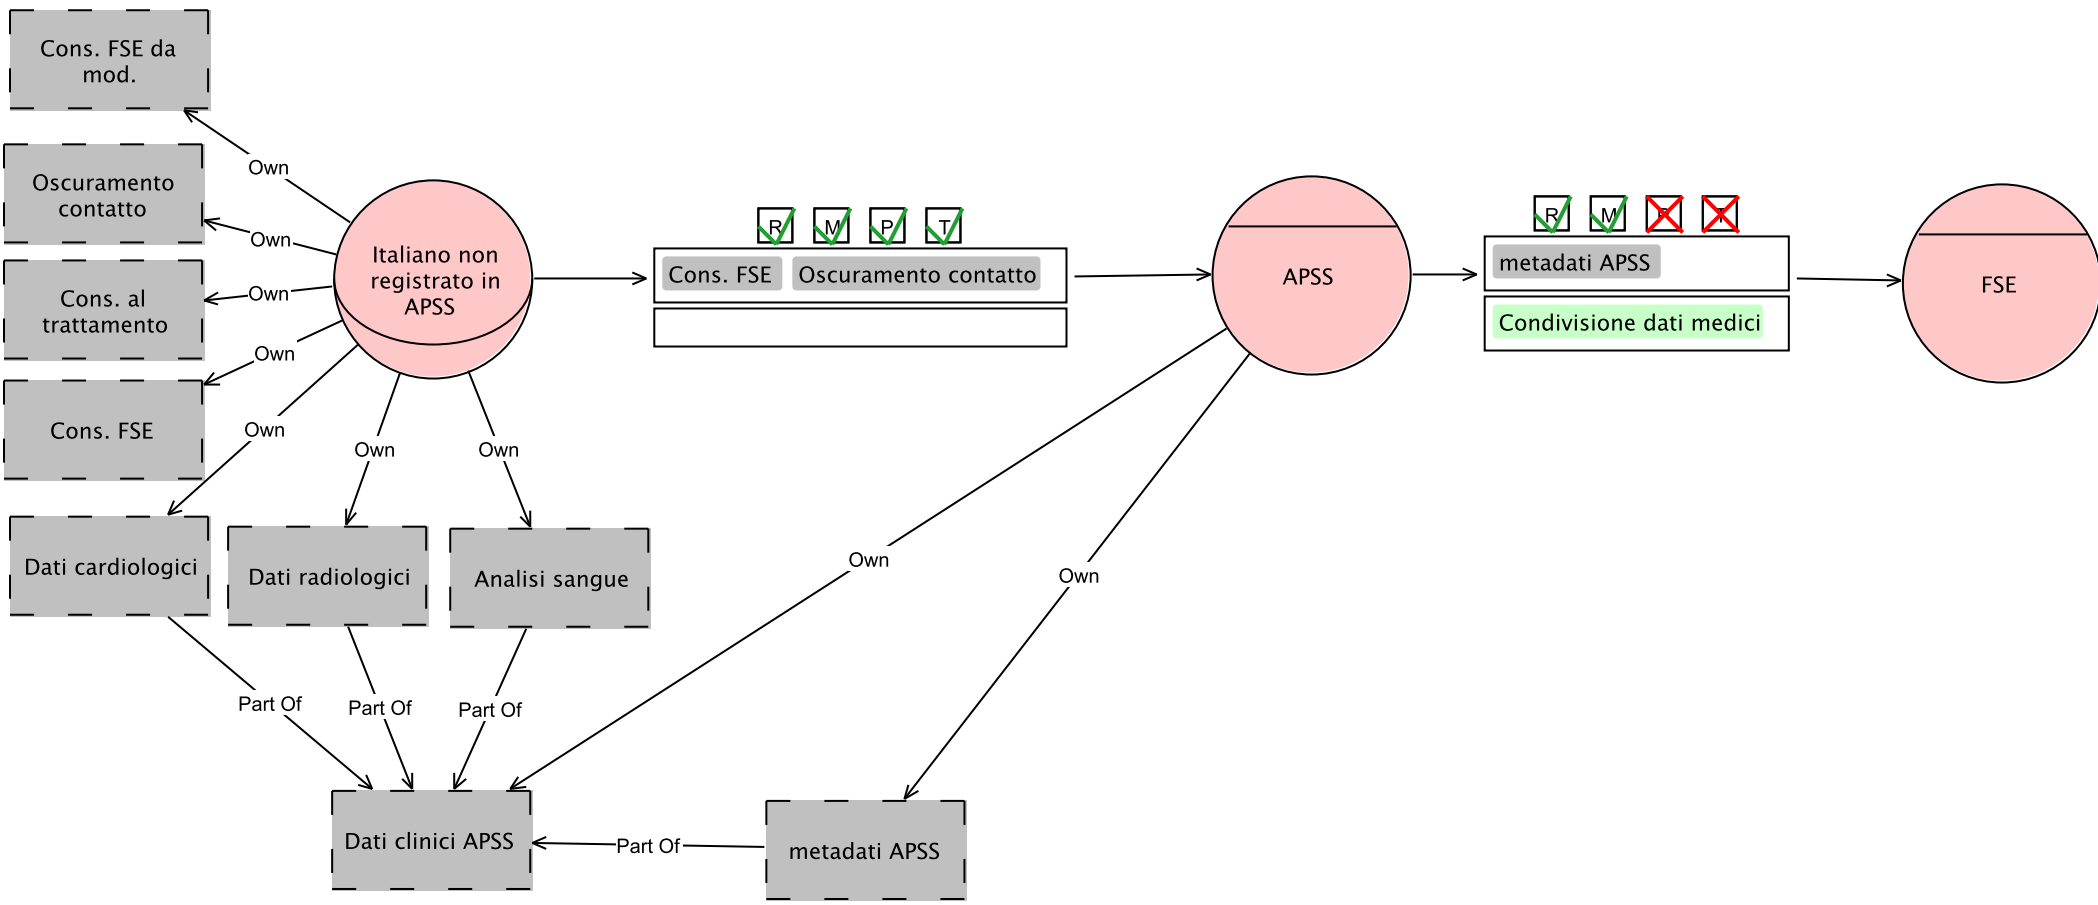 Cons. FSE da
mod.
Own
Oscuramento
contatto
Own
Cons. al
trattamento
Own
Own
Cons. FSE
Own
Italiano non
registrato in
APSS
R M P T
Cons. FSE Oscuramento contatto
APSS
R M P T
metadati APSS
Condivisione dati medici
FSE
Own
Own
Own
Own
Dati cardiologici
Dati radiologici
Analisi sangue
Part Of
Part Of
Part Of
Dati clinici APSS
Part Of
metadati APSS